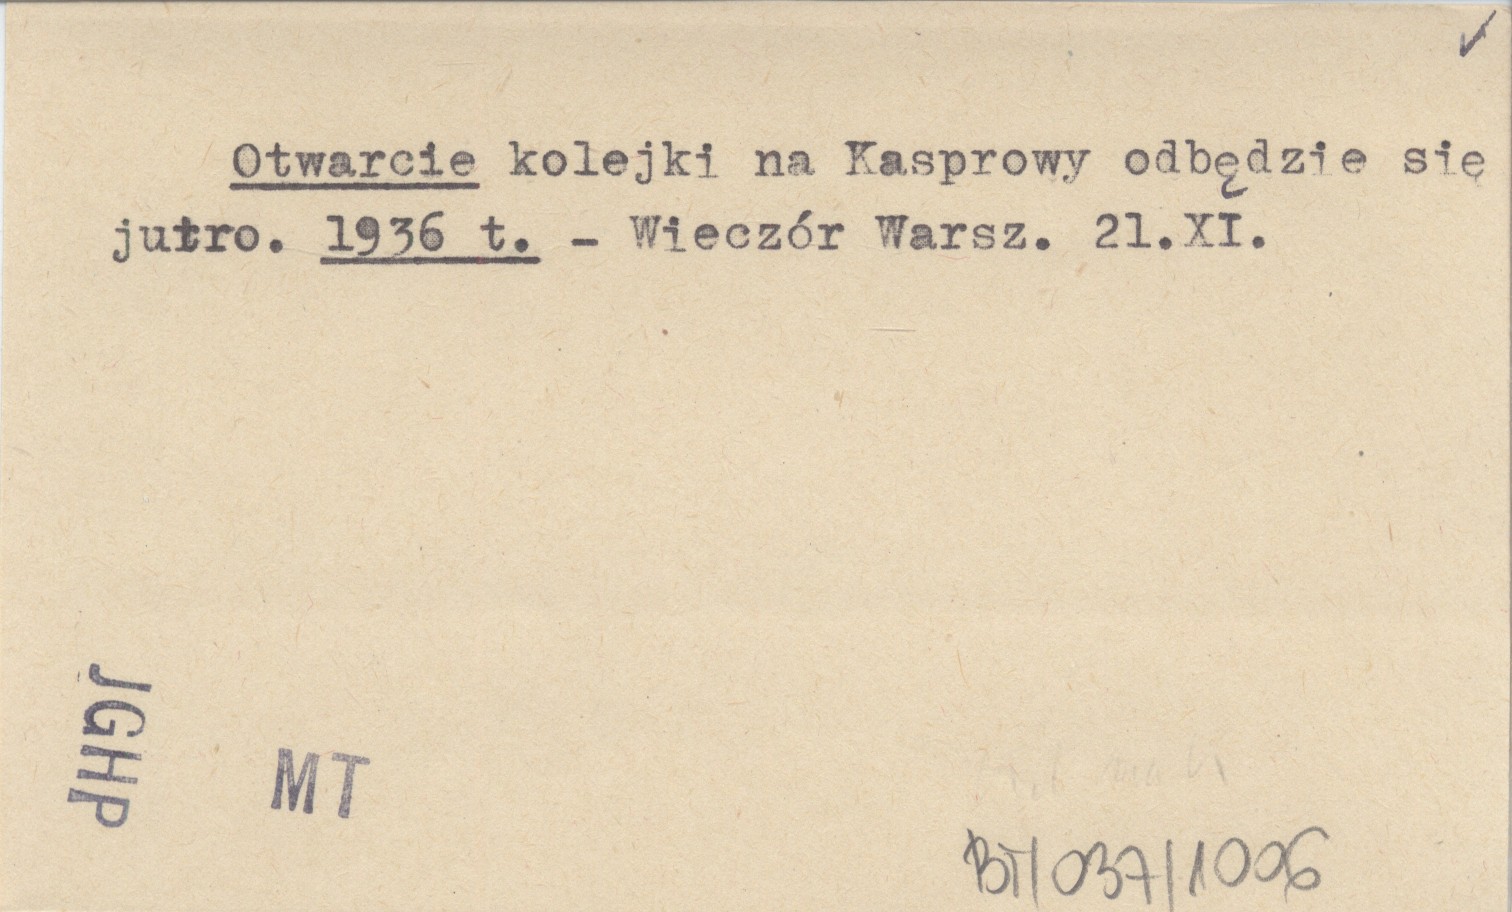 Otwarcie kolejki na Kasprowy odbędzie się
jutro. 1936 t. - Wieczór Warsz. 21.XI.
JGHP
MT
BT/037/1006